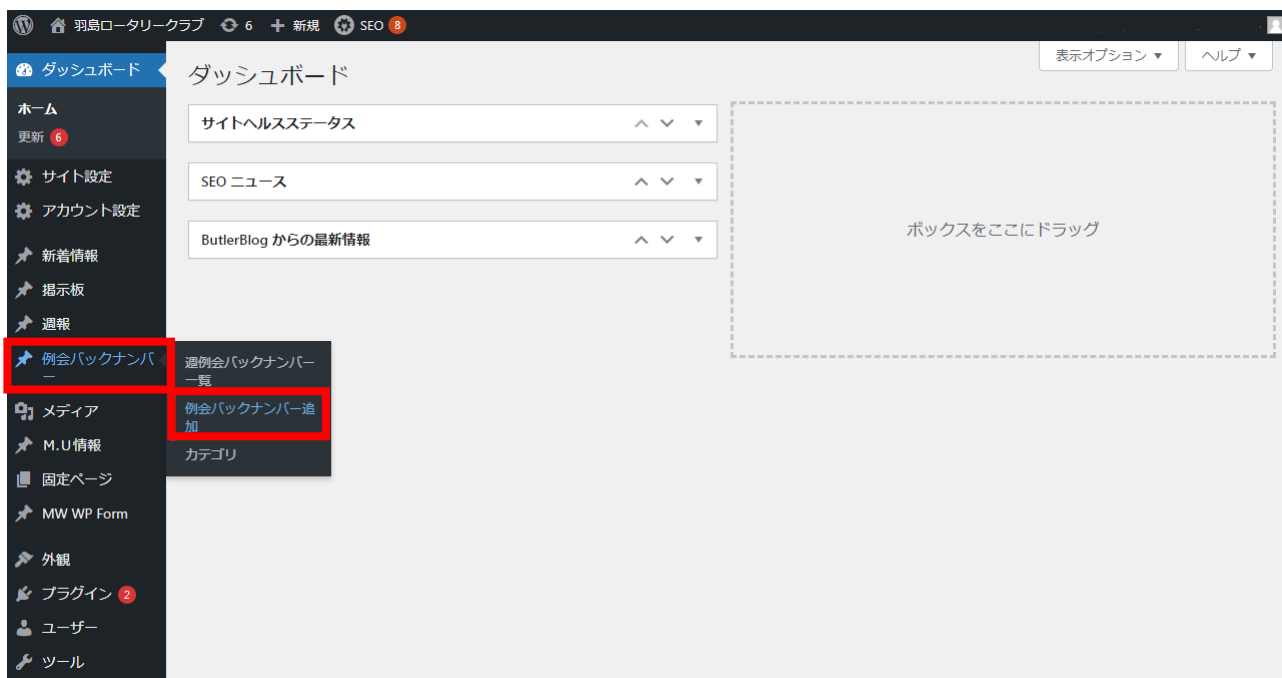 羽島ロータリークラブ 6 新規 SEO 8
表示オプション ▼ ヘルプ ▼
ダッシュボード
ホーム
更新 6
サイト設定
アカウント設定
新着情報
掲示板
週報
例会バックナンバ
ー
週例会バックナンバー
一覧
例会バックナンバー追
加
カテゴリ
メディア
M.U情報
固定ページ
MW WP Form
外観
プラグイン 2
ユーザー
ツール
ダッシュボード
サイトヘルスステータス
SEO ニュース
ButlerBlog からの最新情報
ボックスをここにドラッグ